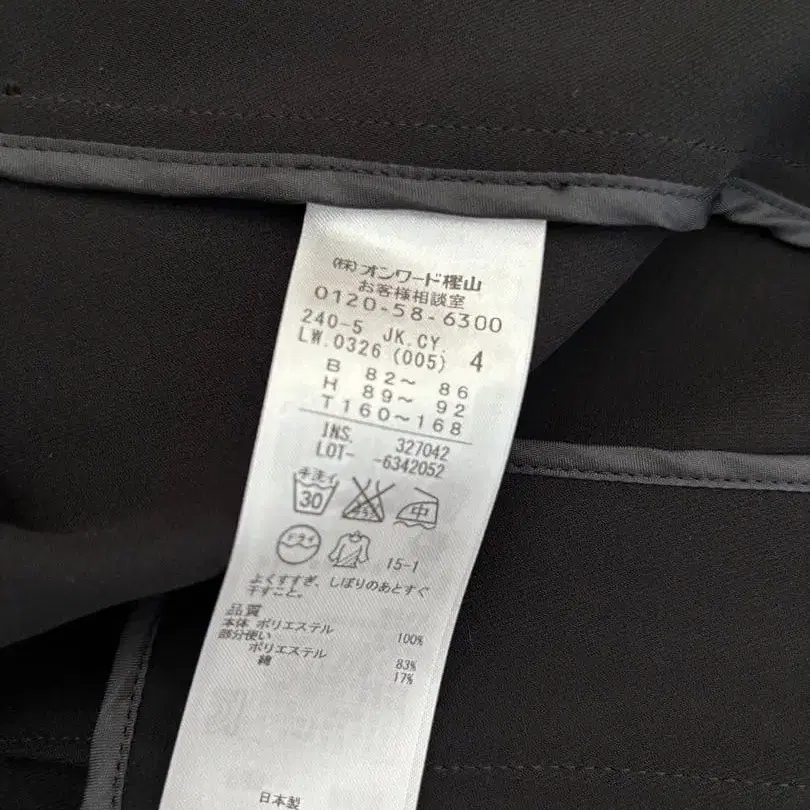 (株)オンワード樫山
お客様相談室
0120-58-6300
240-5 JK.CY. 4
LW.0326 (005)
B 82〜 86
H 89〜 92
T 160〜168
INS. 327042
LOT- -6342052
手洗イ
30
中
ドライ
15-1
よくすすぎ、しぼりのあとすぐ
干すこと。
品質
本体 ポリエステル 100%
部分使い
ポリエステル 83%
綿 17%
日本製